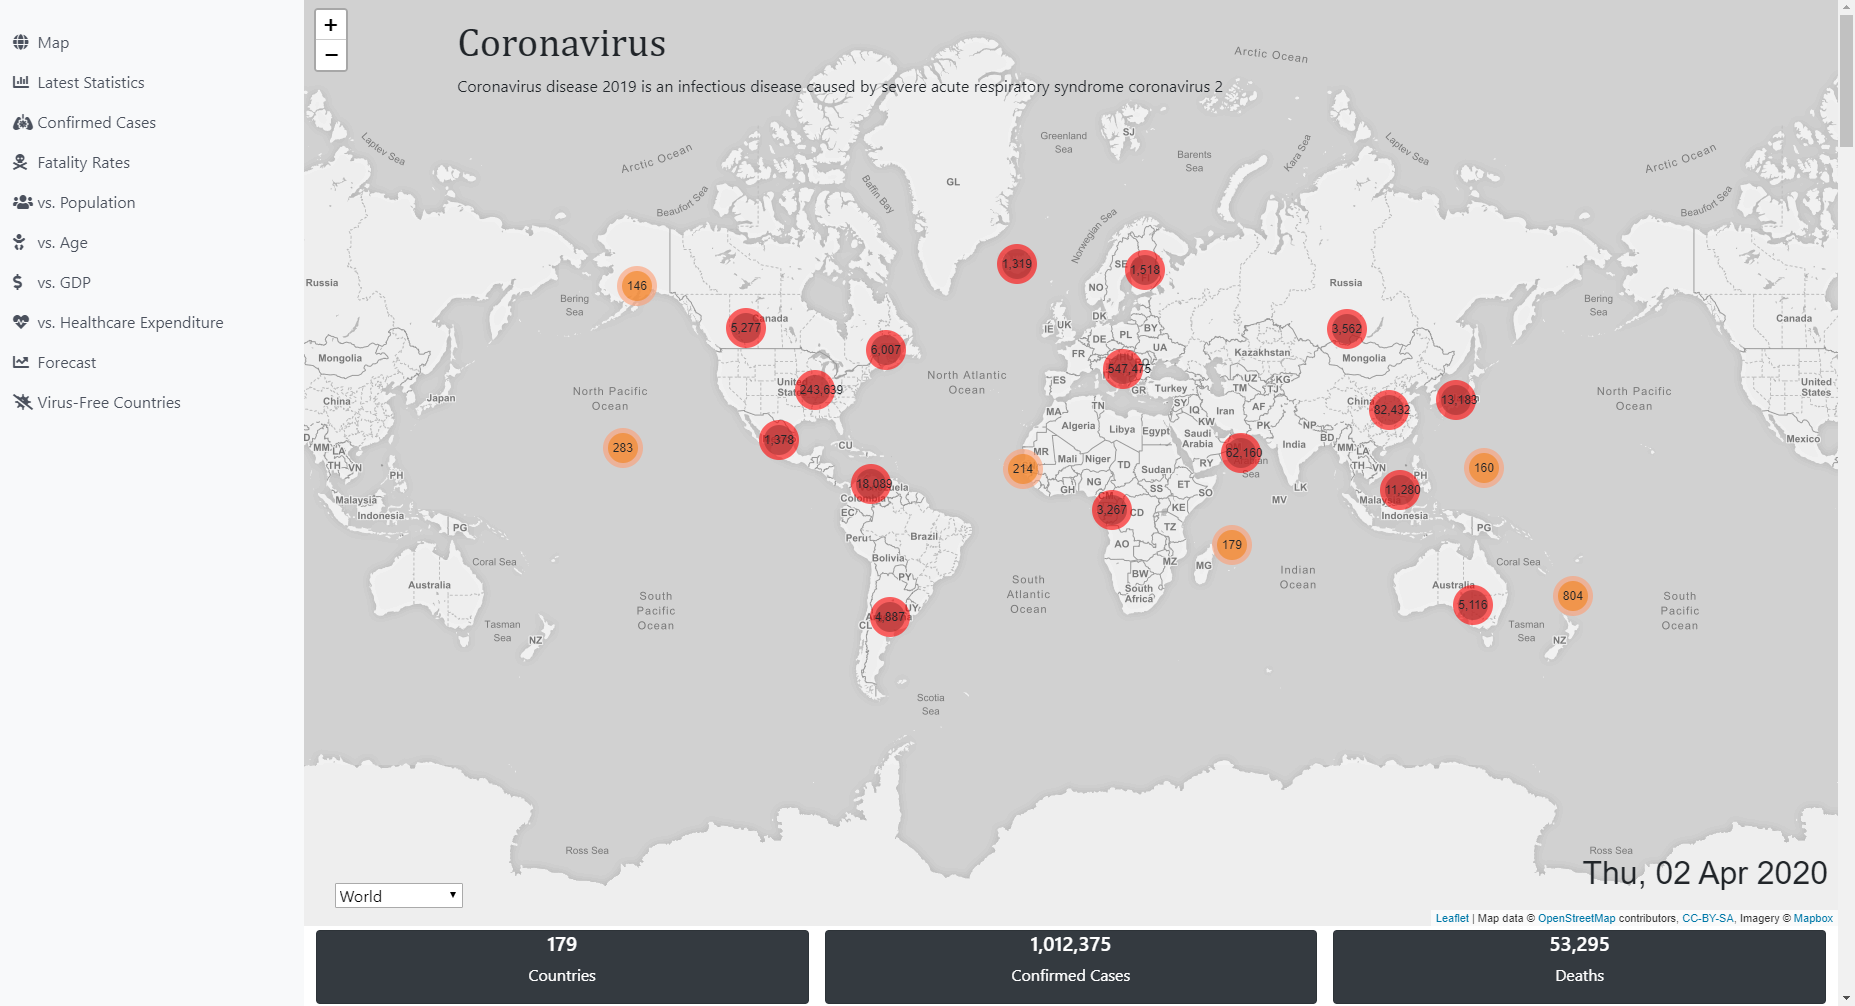 Map
Latest Statistics
Confirmed Cases
Fatality Rates
vs. Population
vs. Age
vs. GDP
vs. Healthcare Expenditure
Forecast
Virus-Free Countries
+
−
Coronavirus
Coronavirus disease 2019 is an infectious disease caused by severe acute respiratory syndrome coronavirus 2
Arctic Ocean
Laptev Sea
Arctic Ocean
Beaufort Sea
Baffin Bay
Greenland
Sea
SJ
Barents
Sea
Kara Sea
Laptev Sea
Arctic Ocean
Beaufort Sea
GL
Norwegian Sea
1,319
SE
1,518
NO
Russia
Russia
146
Bering
Sea
Bering
Sea
5,277
Canada
6,007
3,562
Canada
DK
IE
UK
BY
PL
DE
UA
FR
Mongolia
Kazakhstan
Mongolia
547,475
North Atlantic
Ocean
ES
GR
Turkey
UZ
KG
TM
TJ
United
States
243,639
United
States
North Pacific
Ocean
North Pacific
Ocean
China
Japan
China
82,432
13,183
SY
IQ
Iran
AF
MA
TN
Algeria
Libya
Egypt
KW
PK
NP
Saudi
Arabia
India
BD
1,378
CU
Mexico
283
MM
LA
TH
VN
PH
MR
Mali
Niger
TD
Sudan
RY
62,160
Arabian
Sea
MM
LA
TH
VN
PH
214
160
18,089
Colombia
GH
NG
SS
ET
SO
LK
MV
11,280
Malaysia
Malaysia
Indonesia
Indonesia
PG
PG
EC
Peru
Brazil
3,267
CM
CD
KE
TZ
Bolivia
AO
179
MZ
MG
PY
BW
South
Africa
Indian
Ocean
Coral Sea
Coral Sea
Australia
Australia
5,116
804
South
Pacific
Ocean
South
Atlantic
Ocean
South
Pacific
Ocean
UY
4,887
CL
Tasman
Sea
NZ
Tasman
Sea
NZ
Scotia
Sea
Ross Sea
Ross Sea
Thu, 02 Apr 2020
World
Leaflet | Map data © OpenStreetMap contributors, CC-BY-SA, Imagery © Mapbox
179
Countries
1,012,375
Confirmed Cases
53,295
Deaths